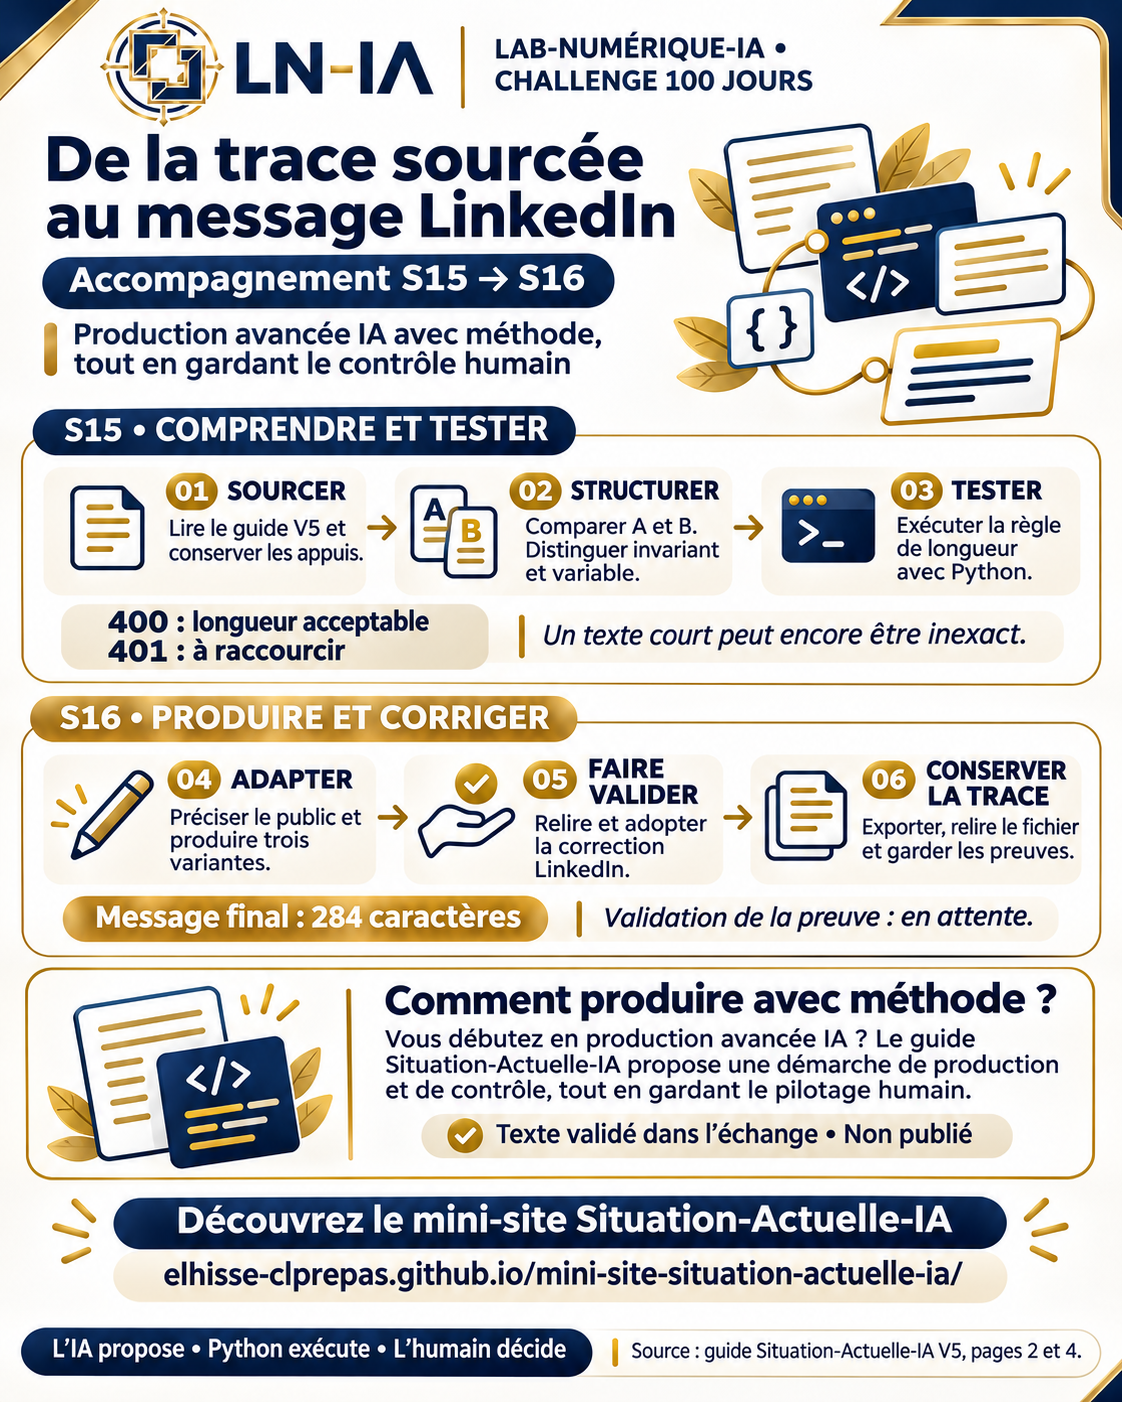 LN-IA
LAB-NUMÉRIQUE-IA •
CHALLENGE 100 JOURS
De la trace sourcée
au message LinkedIn
Accompagnement S15 → S16
Production avancée IA avec méthode,
tout en gardant le contrôle humain
</>
{ }
S15 • COMPRENDRE ET TESTER
01 SOURCER
Lire le guide V5 et
conserver les appuis.
A
B
02 STRUCTURER
Comparer A et B.
Distinguer invariant
et variable.
>_
03 TESTER
Exécuter la règle
de longueur
avec Python.
400 : longueur acceptable
401 : à raccourcir
Un texte court peut encore être inexact.
S16 • PRODUIRE ET CORRIGER
04 ADAPTER
Préciser le public et
produire trois
variantes.
05 FAIRE
VALIDER
Relire et adopter
la correction
LinkedIn.
06 CONSERVER
LA TRACE
Exporter, relire le fichier
et garder les preuves.
Message final : 284 caractères
Validation de la preuve : en attente.
</>
Comment produire avec méthode ?
Vous débutez en production avancée IA ? Le guide
Situation-Actuelle-IA propose une démarche de production
et de contrôle, tout en gardant le pilotage humain.
Texte validé dans l'échange • Non publié
Découvrez le mini-site Situation-Actuelle-IA
elhisse-clprepas.github.io/mini-site-situation-actuelle-ia/
L'IA propose • Python exécute • L'humain décide
Source : guide Situation-Actuelle-IA V5, pages 2 et 4.